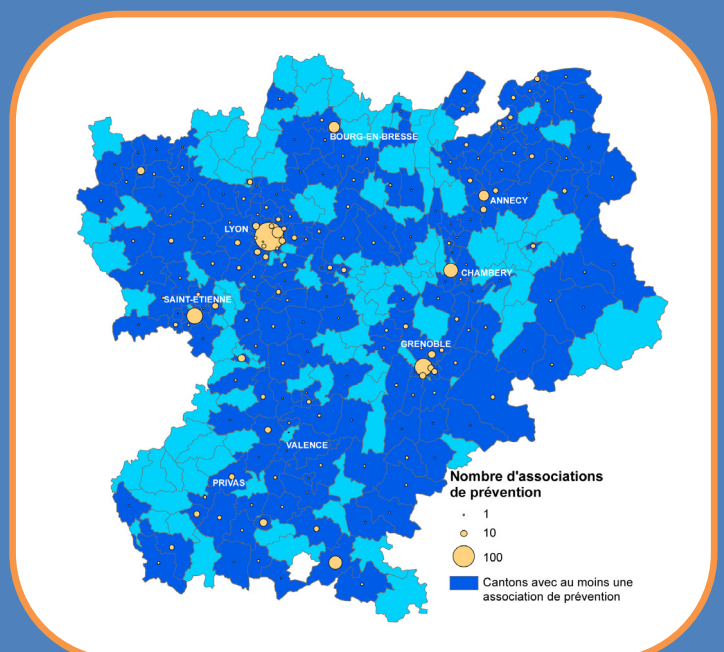 BOURG-EN-BRESSE
ANNECY
LYON
CHAMBERY
SAINT-ETIENNE
GRENOBLE
VALENCE
PRIVAS
Nombre d'associations
de prévention
1
10
100
Cantons avec au moins une
association de prévention